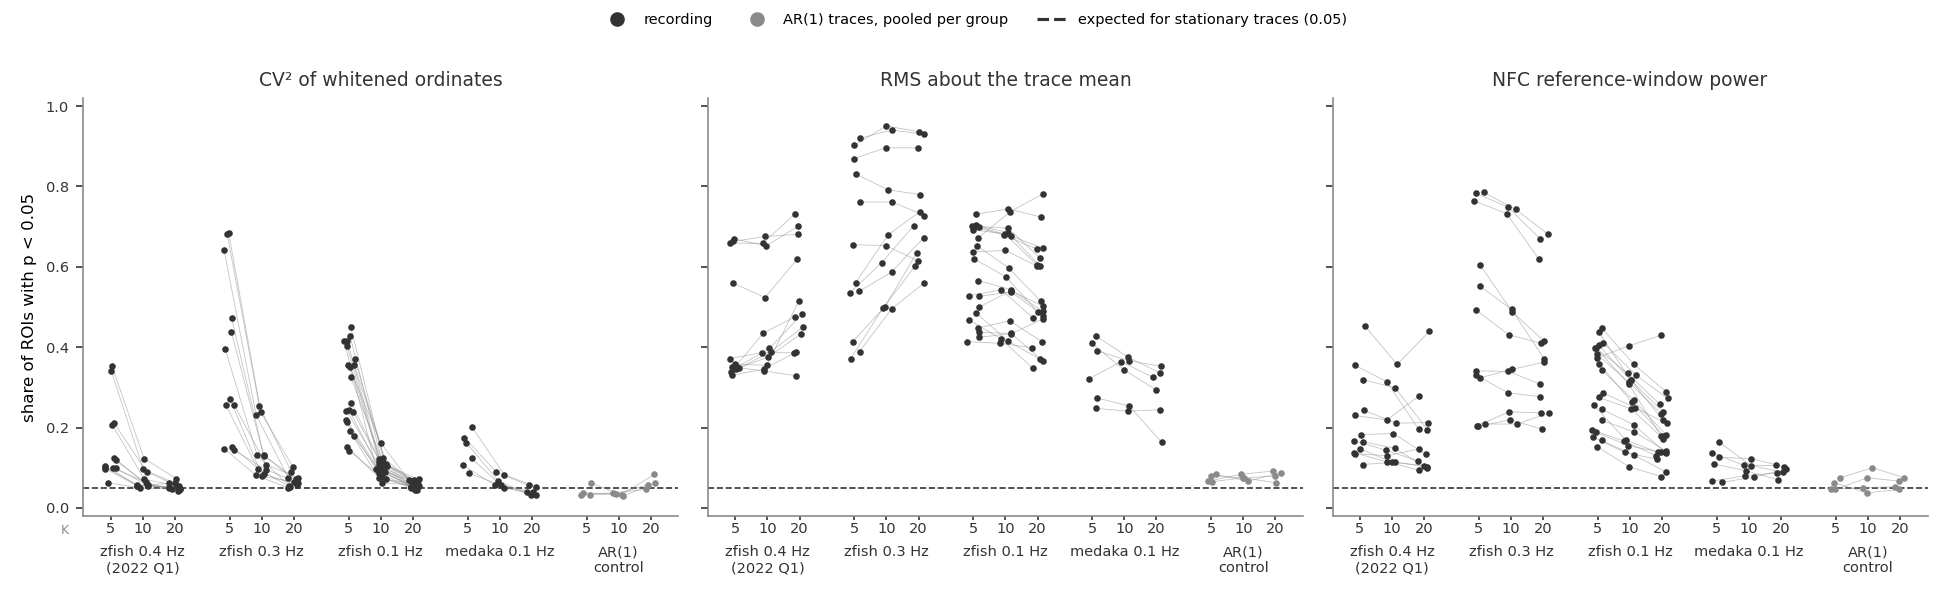 recording AR(1) traces, pooled per group expected for stationary traces (0.05)
CV² of whitened ordinates
RMS about the trace mean
NFC reference-window power
share of ROIs with p < 0.05
1.0
0.8
0.6
0.4
0.2
0.0
K
5 10 20 5 10 20 5 10 20 5 10 20 5 10 20
zfish 0.4 Hz zfish 0.3 Hz zfish 0.1 Hz medaka 0.1 Hz AR(1)
(2022 Q1) control
5 10 20 5 10 20 5 10 20 5 10 20 5 10 20
zfish 0.4 Hz zfish 0.3 Hz zfish 0.1 Hz medaka 0.1 Hz AR(1)
(2022 Q1) control
5 10 20 5 10 20 5 10 20 5 10 20 5 10 20
zfish 0.4 Hz zfish 0.3 Hz zfish 0.1 Hz medaka 0.1 Hz AR(1)
(2022 Q1) control